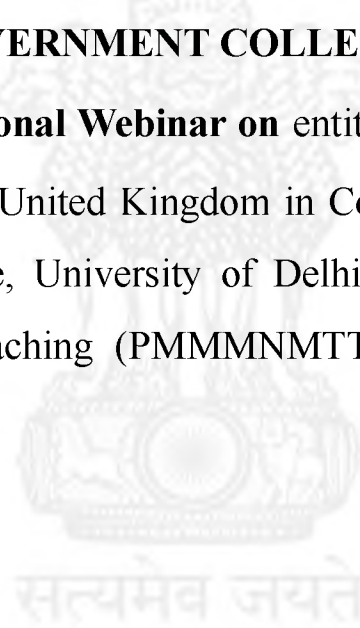 VERNMENT COLLE
onal Webinar on entit
United Kingdom in Co
e, University of Delhi
aching (PMMMNMTT
सत्यमेव जयते